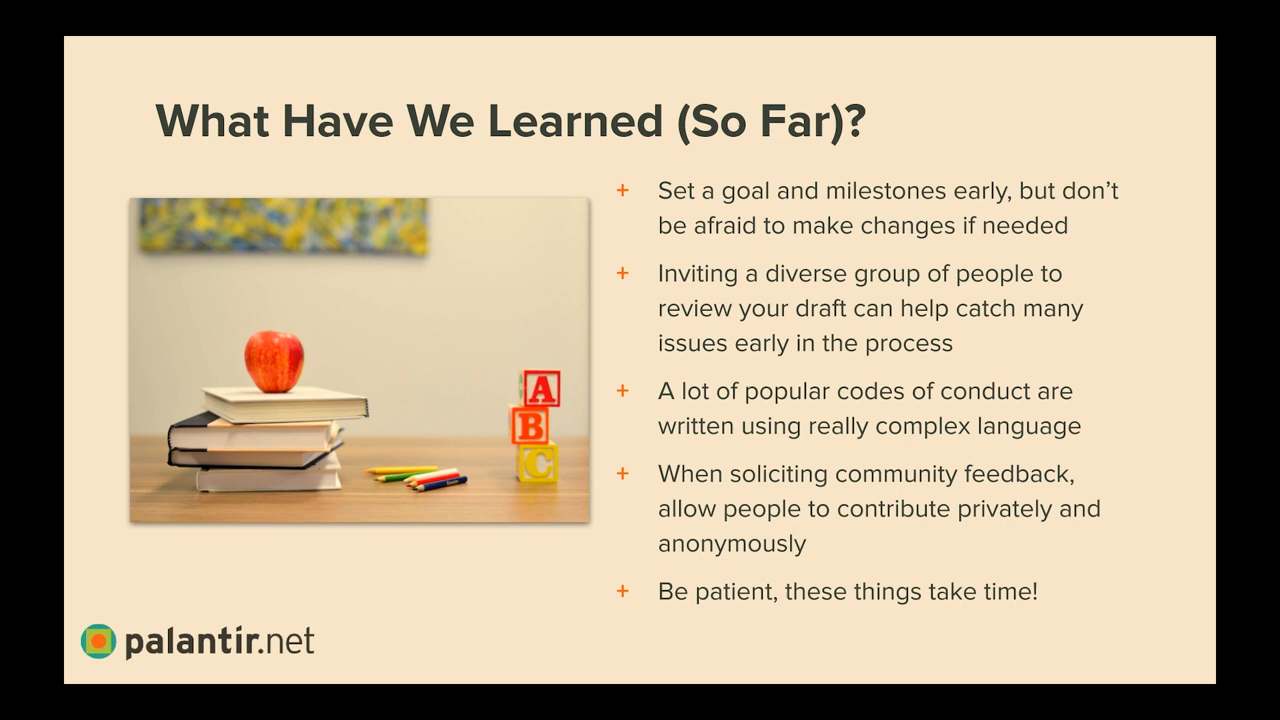 What Have We Learned (So Far)?
+ Set a goal and milestones early, but don’t
be afraid to make changes if needed
+ Inviting a diverse group of people to
review your draft can help catch many
issues early in the process
+ A lot of popular codes of conduct are
written using really complex language
+ When soliciting community feedback,
allow people to contribute privately and
anonymously
+ Be patient, these things take time!
A
B
C
palantir.net